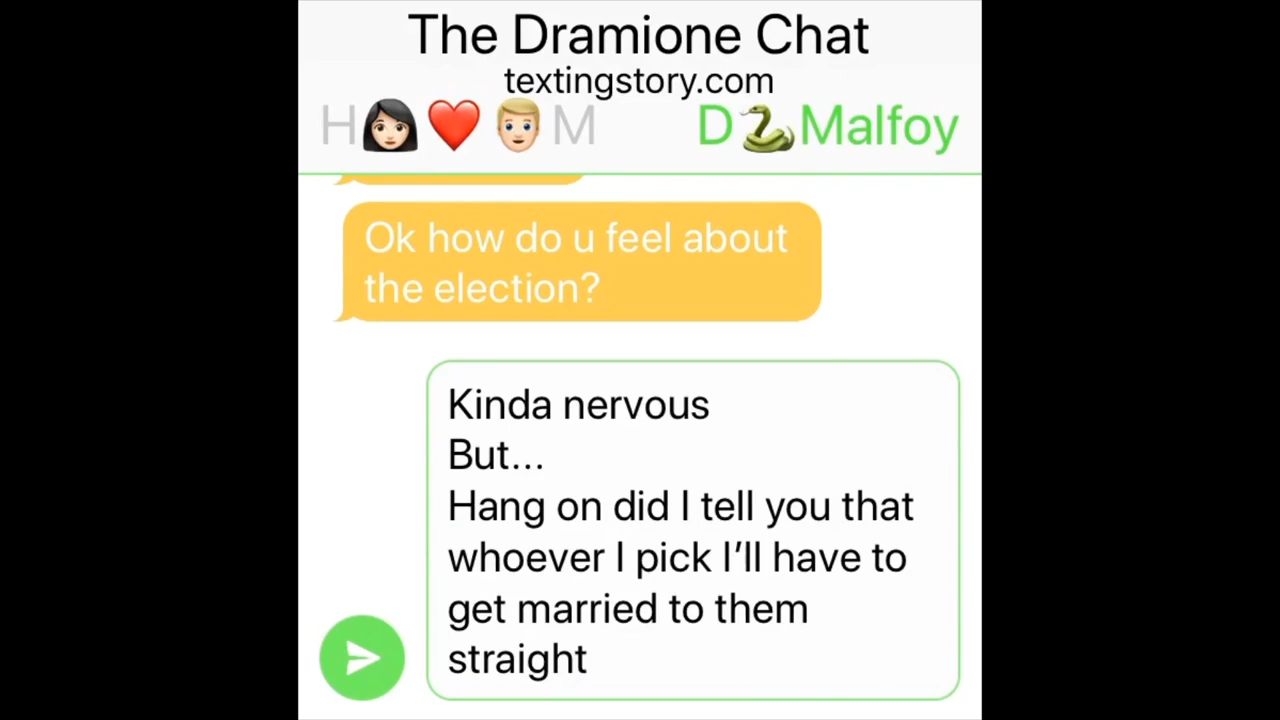 The Dramione Chat
textingstory.com
H👩🏻❤️👱🏼‍♂️M D🐍Malfoy
Ok how do u feel about
the election?
Kinda nervous
But...
Hang on did I tell you that
whoever I pick I’ll have to
get married to them
straight